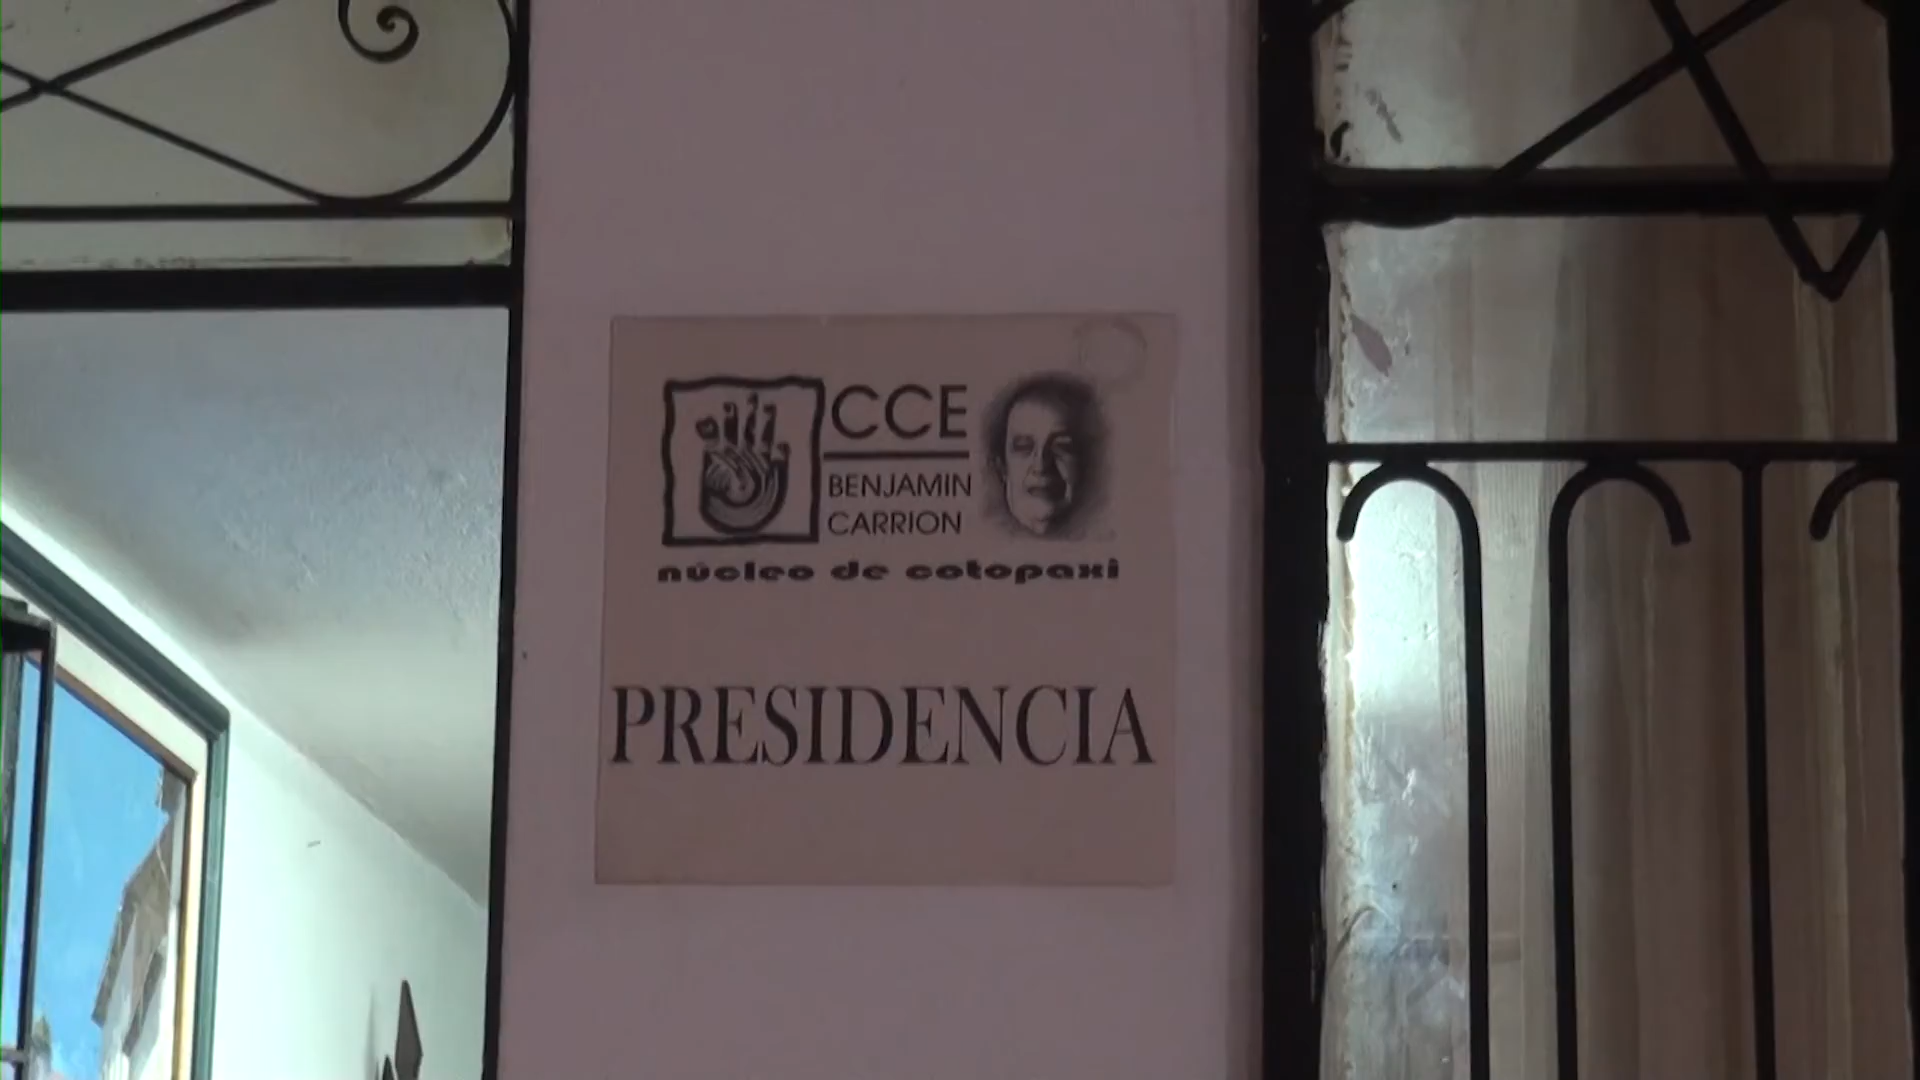 CCE
BENJAMIN
CARRION
núcleo de cotopaxi
PRESIDENCIA